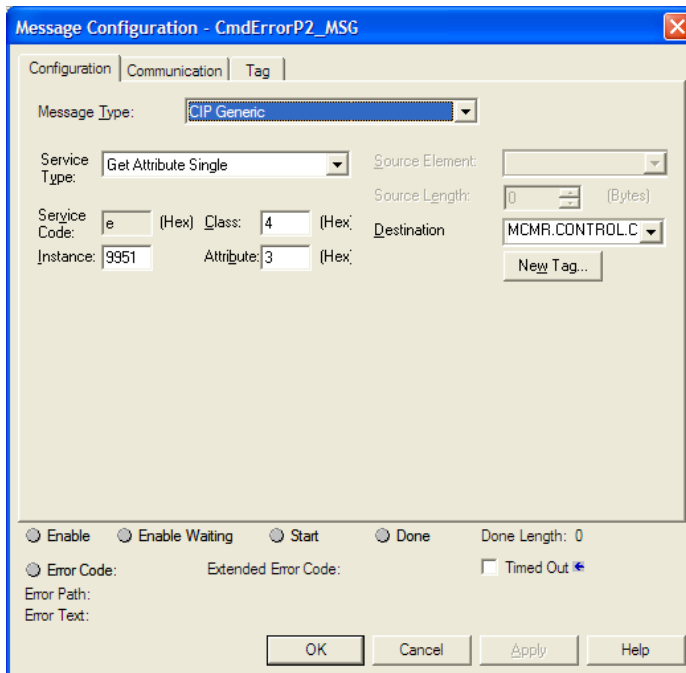 Message Configuration - CmdErrorP2_MSG
Configuration Communication Tag
Message Type: CIP Generic
Service Type: Get Attribute Single Source Element:
Source Length: 0 (Bytes)
Service Code: e (Hex) Class: 4 (Hex) Destination MCMR.CONTROL.C
Instance: 9951 Attribute: 3 (Hex)
New Tag...
Enable Enable Waiting Start Done Done Length: 0
Error Code: Extended Error Code: Timed Out
Error Path:
Error Text:
OK Cancel Apply Help